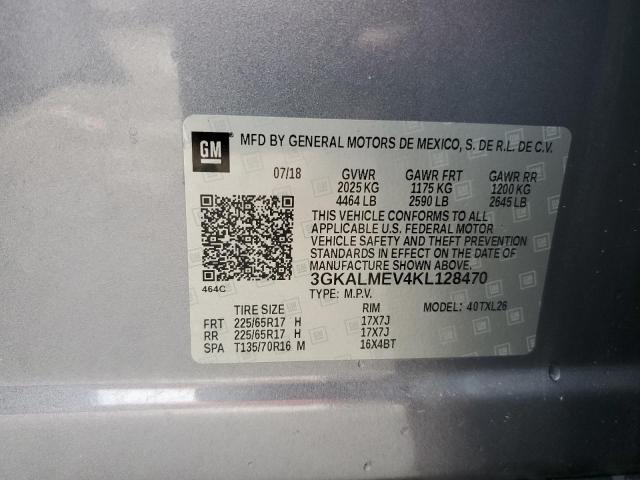 GM
MFD BY GENERAL MOTORS DE MEXICO, S. DE R.L. DE C.V.
07/18 GVWR GAWR FRT GAWR RR
2025 KG 1175 KG 1200 KG
4464 LB 2590 LB 2645 LB
THIS VEHICLE CONFORMS TO ALL
APPLICABLE U.S. FEDERAL MOTOR
VEHICLE SAFETY AND THEFT PREVENTION
STANDARDS IN EFFECT ON THE DATE OF
MANUFACTURE SHOWN ABOVE.
464C 3GKALMEV4KL128470
TYPE: M.P.V.
TIRE SIZE RIM MODEL: 40TXL26
FRT 225/65R17 H 17X7J
RR 225/65R17 H 17X7J
SPA T135/70R16 M 16X4BT